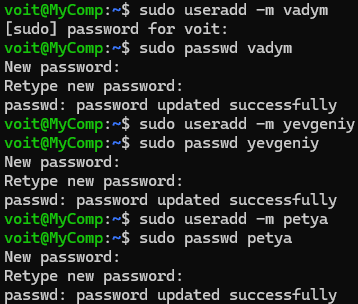 voit@MyComp:~$ sudo useradd -m vadym
[sudo] password for voit:
voit@MyComp:~$ sudo passwd vadym
New password:
Retype new password:
passwd: password updated successfully
voit@MyComp:~$ sudo useradd -m yevgeniy
voit@MyComp:~$ sudo passwd yevgeniy
New password:
Retype new password:
passwd: password updated successfully
voit@MyComp:~$ sudo useradd -m petya
voit@MyComp:~$ sudo passwd petya
New password:
Retype new password:
passwd: password updated successfully